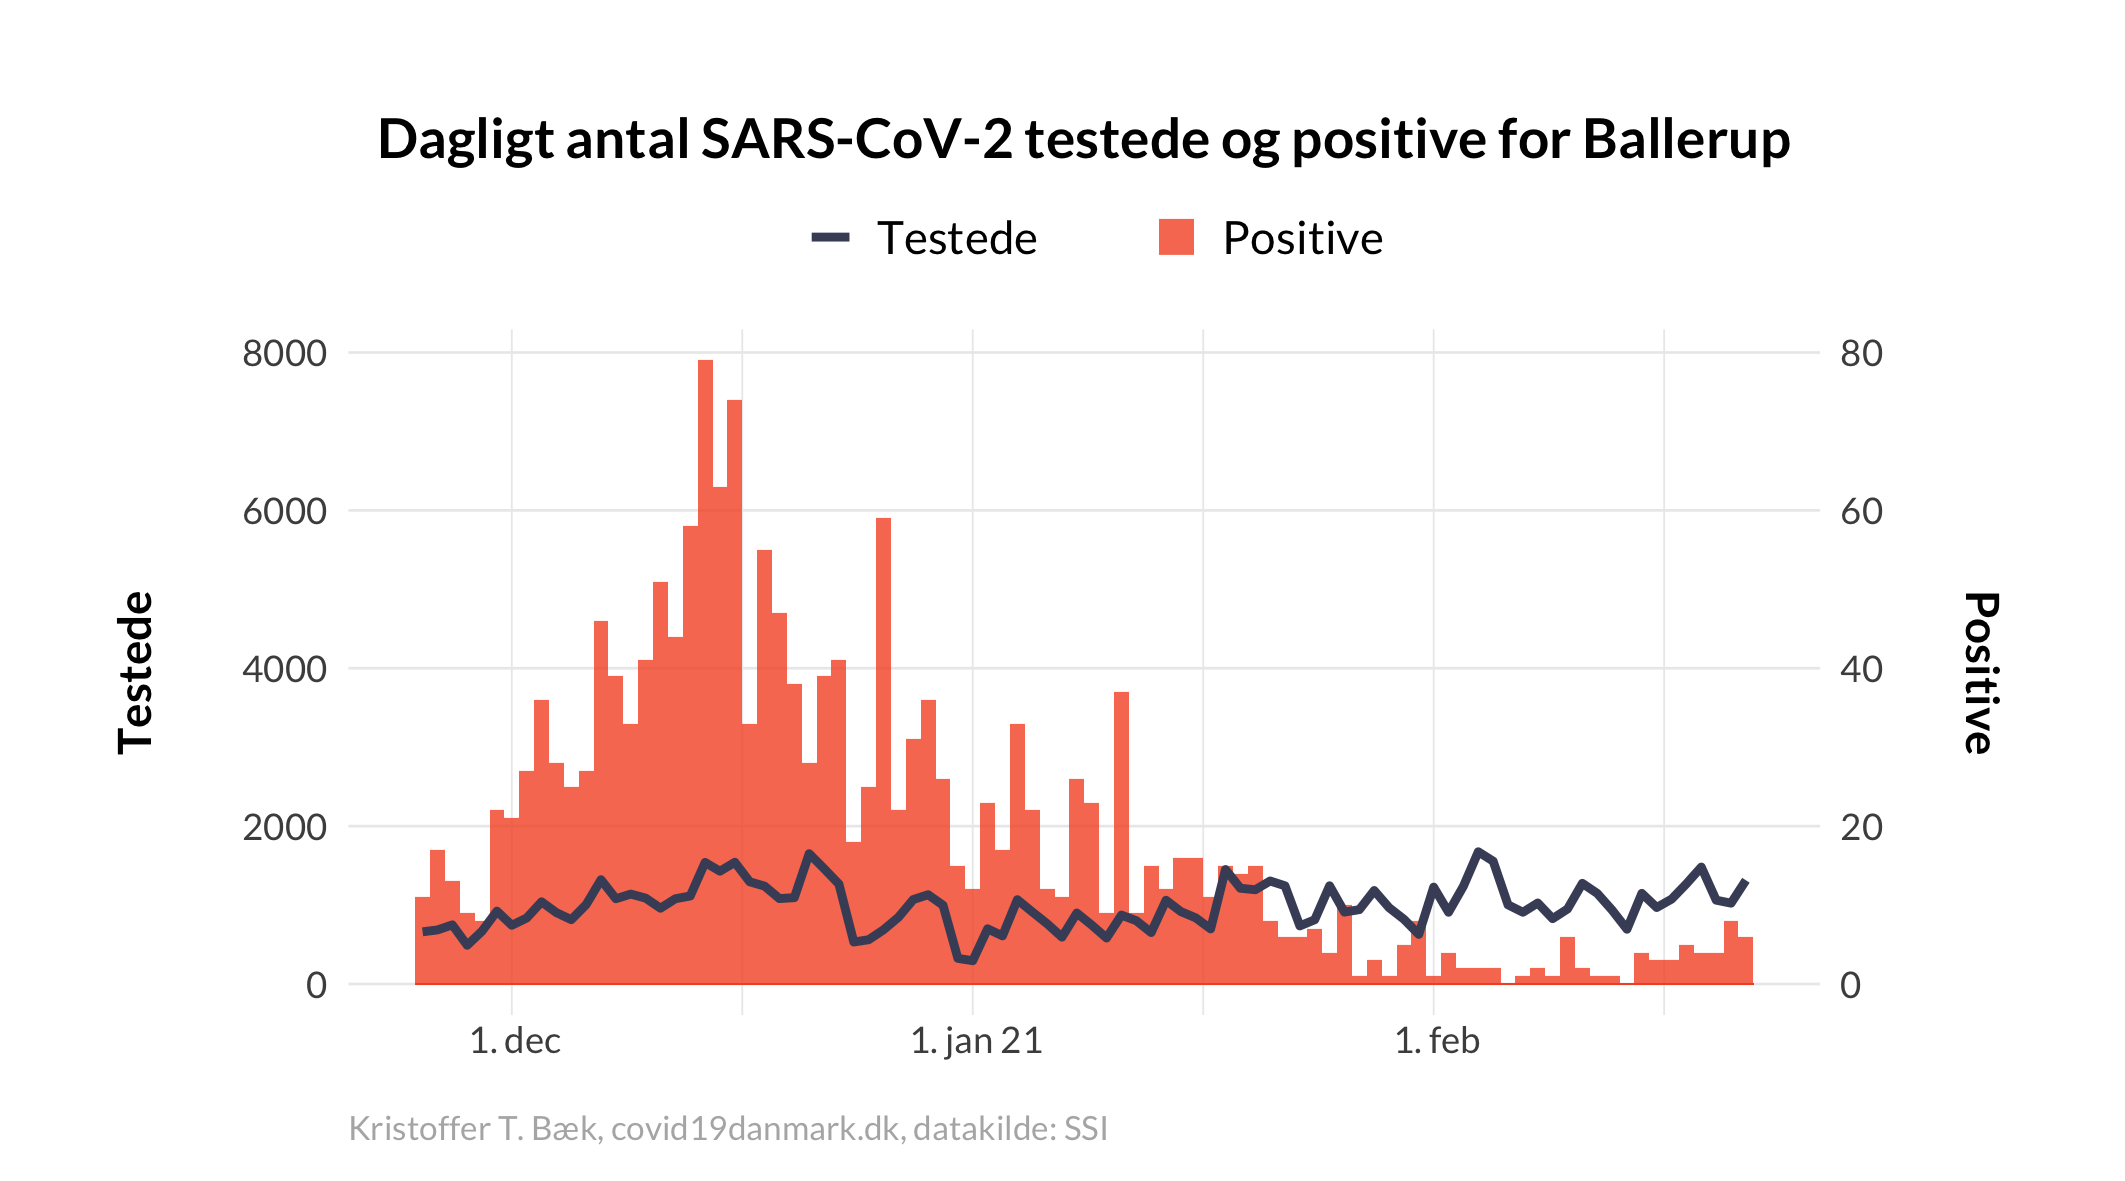 Dagligt antal SARS-CoV-2 testede og positive for Ballerup
Testede
Positive
8000
6000
4000
2000
0
80
60
40
20
0
Testede
Positive
1. dec
1. jan 21
1. feb
Kristoffer T. Bæk, covid19danmark.dk, datakilde: SSI